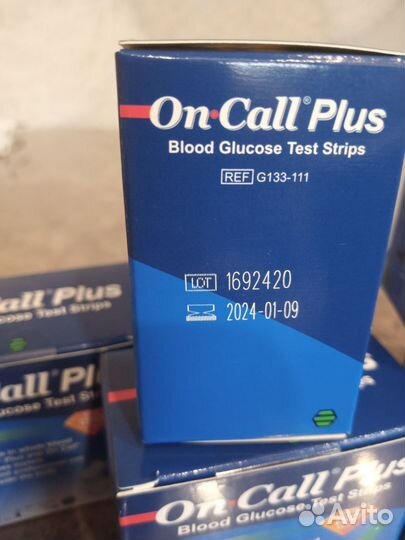 On•Call® Plus
Blood Glucose Test Strips
REF G133-111
LOT 1692420
2024-01-09
Call Plus
Glucose Test Strips
Call Plus
Glucose Test Strips
On•Call Plus
Blood Glucose Test Strips
Avito